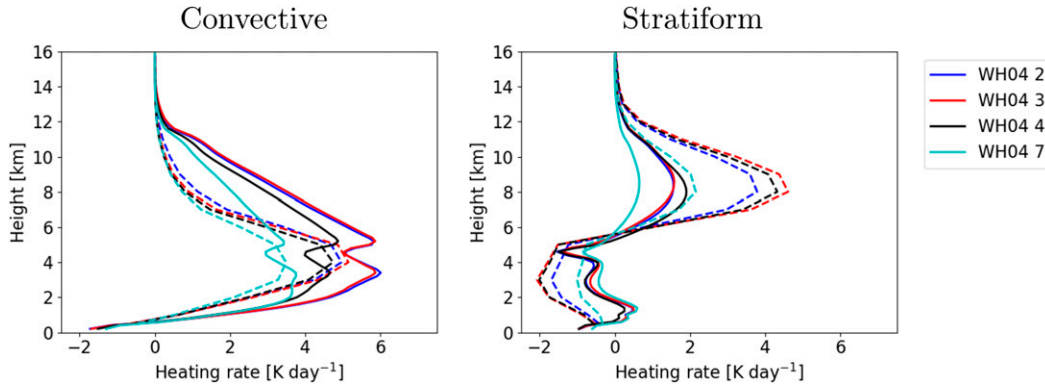 Convective
Stratiform
16
14
12
10
8
6
4
2
0
Height [km]
−2 0 2 4 6
Heating rate [K day⁻¹]
16
14
12
10
8
6
4
2
0
Height [km]
−2 0 2 4 6
Heating rate [K day⁻¹]
WH04 2
WH04 3
WH04 4
WH04 7